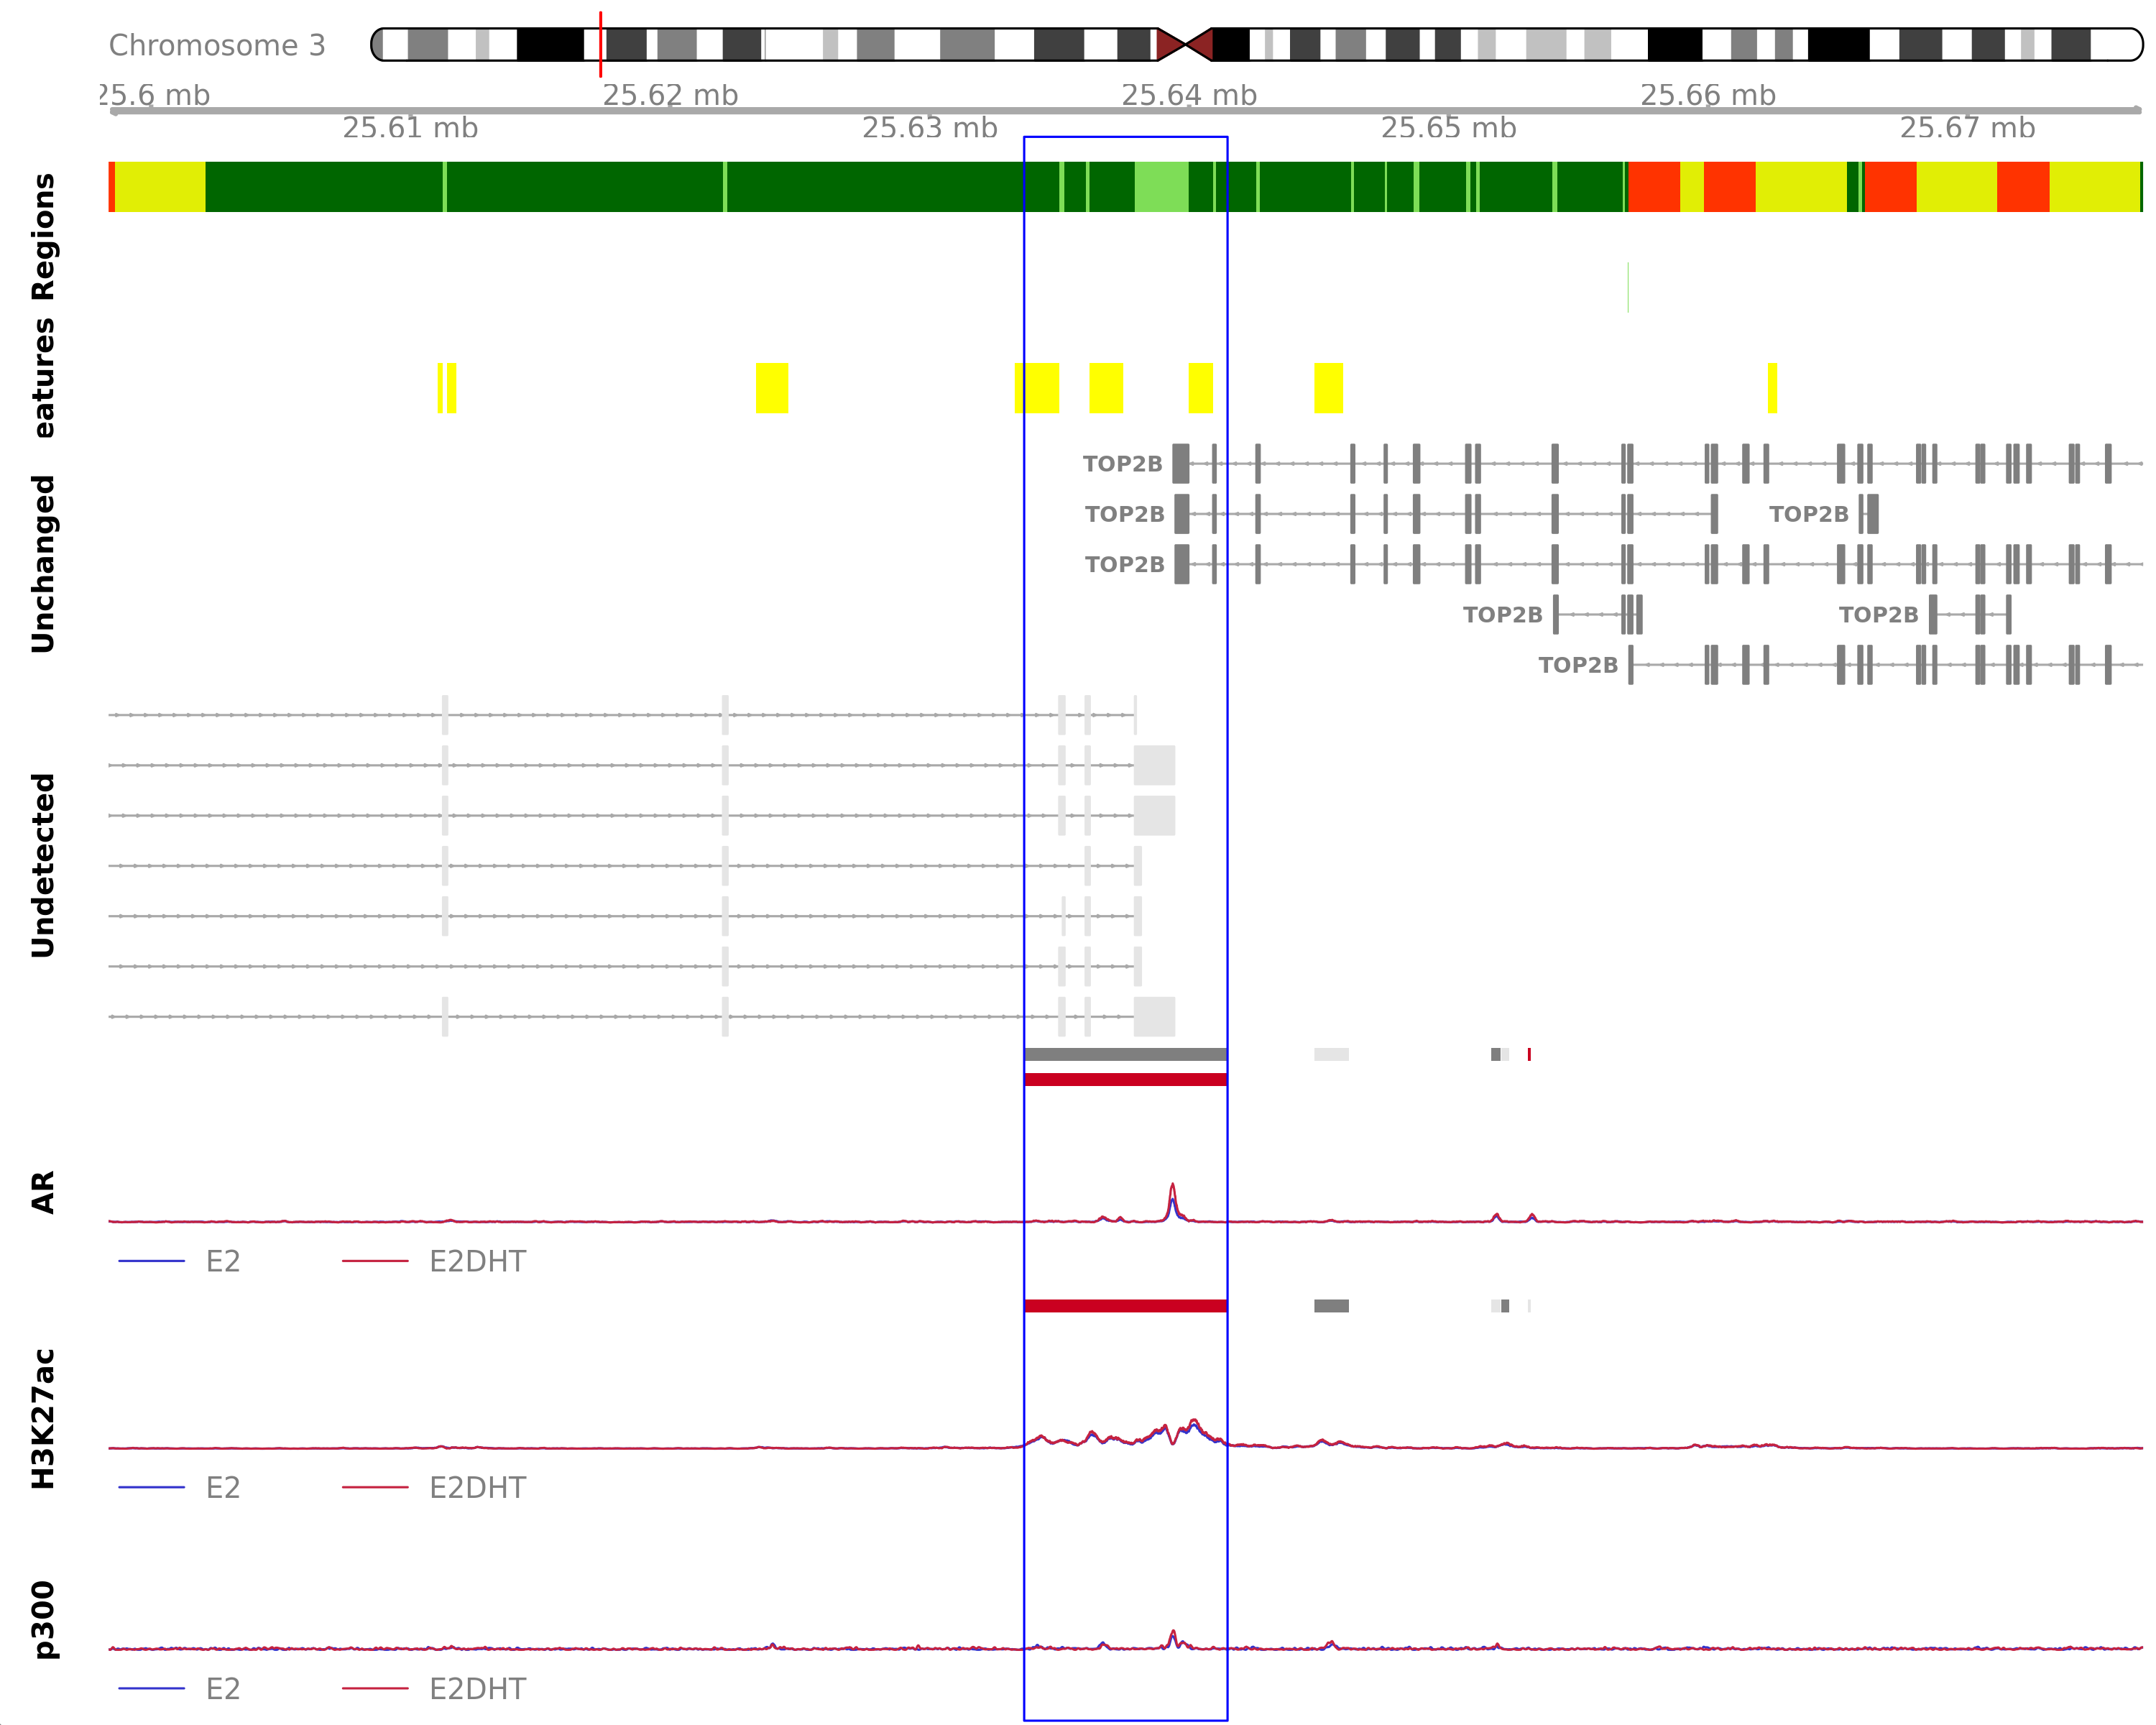 Chromosome 3
25.6 mb 25.62 mb 25.64 mb 25.66 mb
25.61 mb 25.63 mb 25.65 mb 25.67 mb
Regions
eatures
TOP2B
TOP2B TOP2B
TOP2B
TOP2B TOP2B
TOP2B
Unchanged
Undetected
AR
E2 E2DHT
H3K27ac
E2 E2DHT
p300
E2 E2DHT